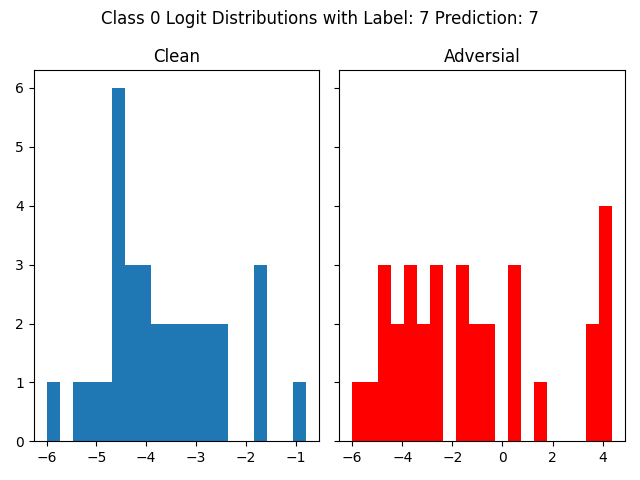 Class 0 Logit Distributions with Label: 7 Prediction: 7
Clean
Adversial
6
5
4
3
2
1
0
−6 −5 −4 −3 −2 −1
−6 −4 −2 0 2 4